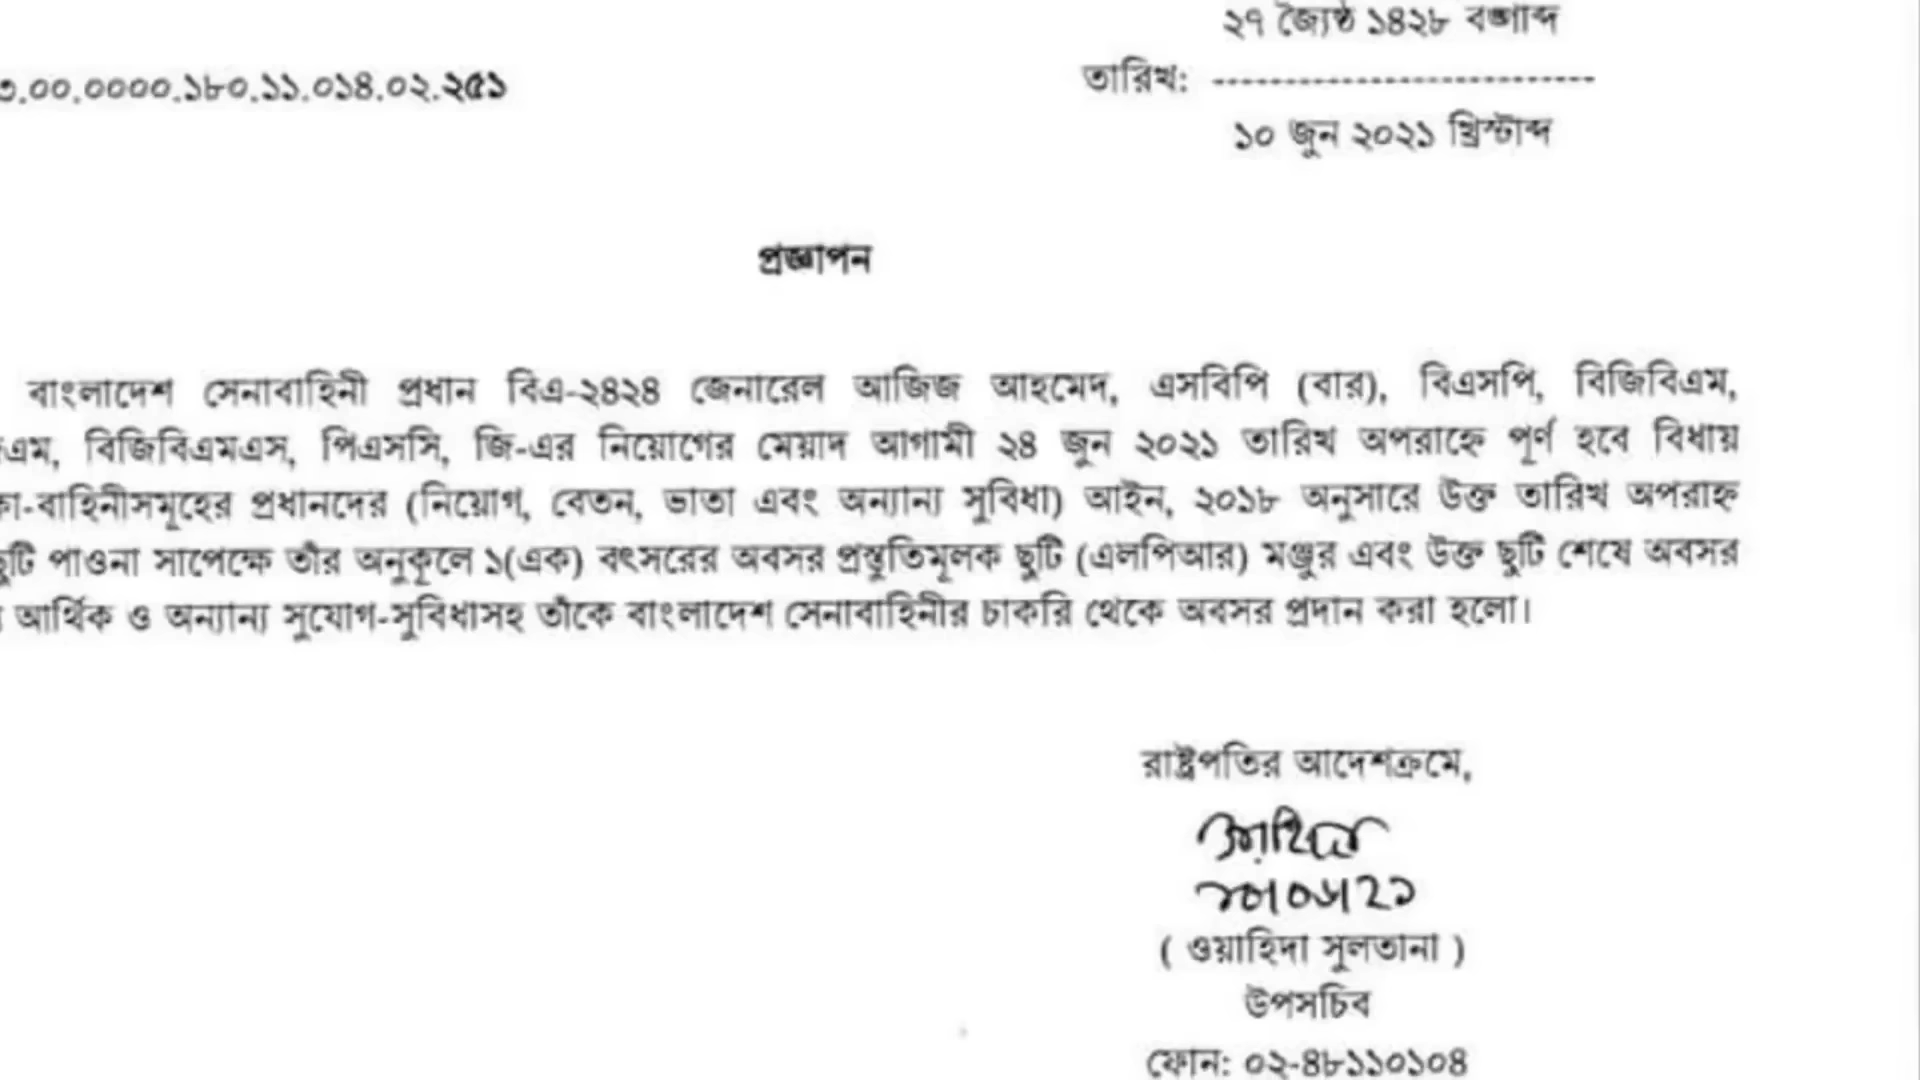 ২৭ জ্যৈষ্ঠ ১৪২৮ বঙ্গাব্দ
৩.০০.০০০০.১৮০.১১.০১৪.০২.২৫১
তারিখ: ---------------------------
১০ জুন ২০২১ খ্রিস্টাব্দ
প্রজ্ঞাপন
বাংলাদেশ সেনাবাহিনী প্রধান বিএ-২৪২৪ জেনারেল আজিজ আহমেদ, এসবিপি (বার), বিএসপি, বিজিবিএম,
এম, বিজিবিএমএস, পিএসসি, জি-এর নিয়োগের মেয়াদ আগামী ২৪ জুন ২০২১ তারিখ অপরাহ্নে পূর্ণ হবে বিধায়
-বাহিনীসমূহের প্রধানদের (নিয়োগ, বেতন, ভাতা এবং অন্যান্য সুবিধা) আইন, ২০১৮ অনুসারে উক্ত তারিখ অপরাহ্ন
ছুটি পাওনা সাপেক্ষে তাঁর অনুকূলে ১(এক) বৎসরের অবসর প্রস্তুতিমূলক ছুটি (এলপিআর) মঞ্জুর এবং উক্ত ছুটি শেষে অবসর
আর্থিক ও অন্যান্য সুযোগ-সুবিধাসহ তাঁকে বাংলাদেশ সেনাবাহিনীর চাকরি থেকে অবসর প্রদান করা হলো।
রাষ্ট্রপতির আদেশক্রমে,
১০/০৬/২১
( ওয়াহিদা সুলতানা )
উপসচিব
ফোন: ০২-৪৮১১০১০৪